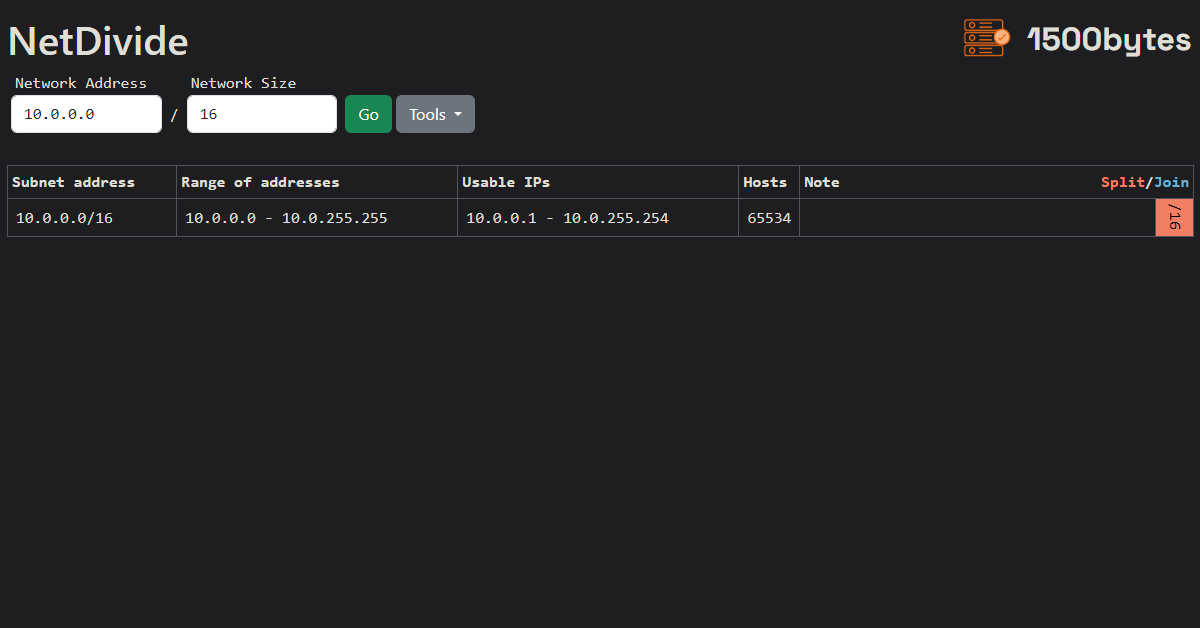 NetDivide
1500bytes
Network Address Network Size
10.0.0.0 / 16 Go Tools
Subnet address Range of addresses Usable IPs Hosts Note Split/Join
10.0.0.0/16 10.0.0.0 - 10.0.255.255 10.0.0.1 - 10.0.255.254 65534 /16